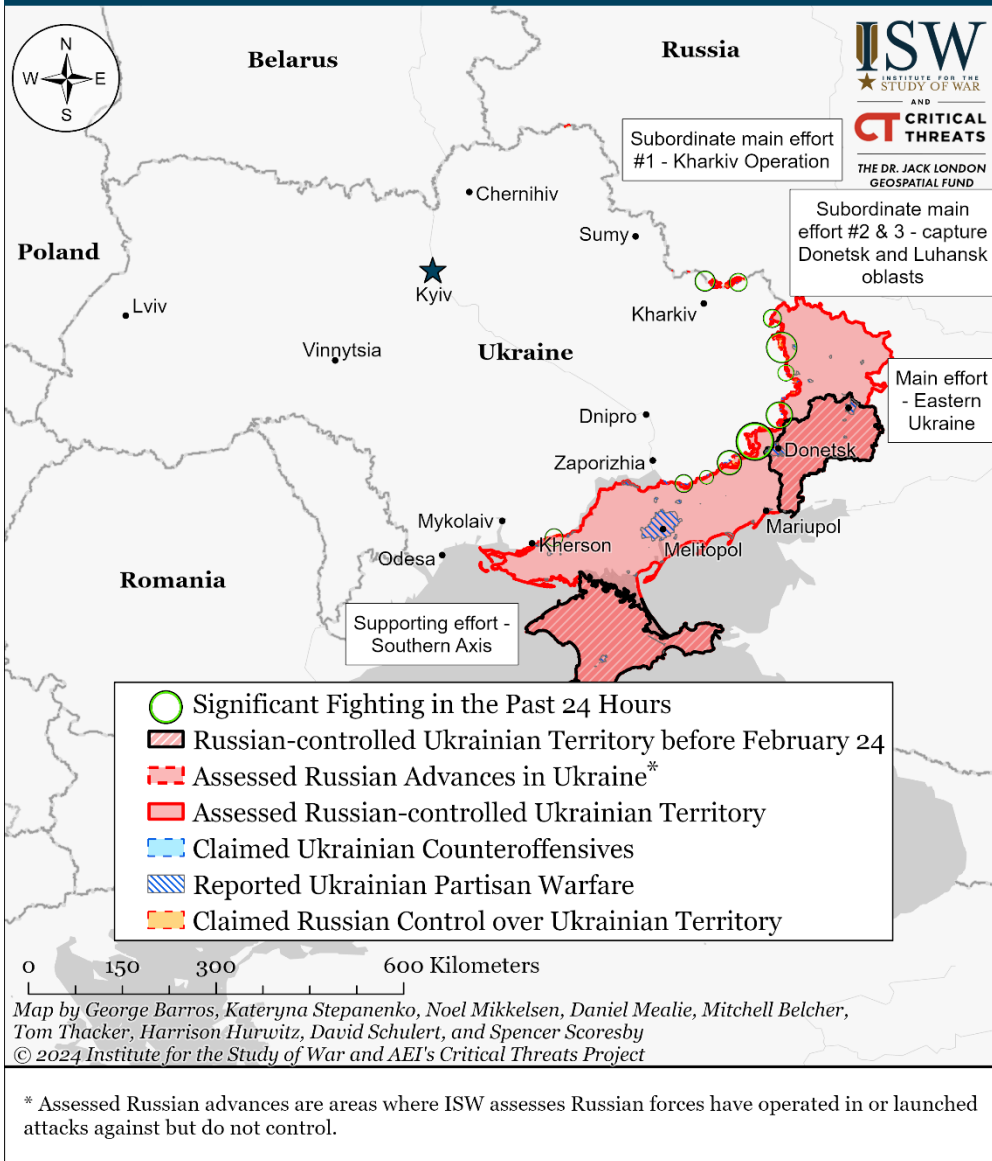 N
W E
S
Belarus
Russia
ISW
INSTITUTE FOR THE
STUDY OF WAR
AND
CT CRITICAL
THREATS
THE DR. JACK LONDON
GEOSPATIAL FUND
Subordinate main effort
#1 - Kharkiv Operation
Subordinate main
effort #2 & 3 - capture
Donetsk and Luhansk
oblasts
Chernihiv
Sumy
Poland
Kyiv
Lviv
Kharkiv
Vinnytsia
Ukraine
Main effort
- Eastern
Ukraine
Dnipro
Donetsk
Zaporizhia
Mykolaiv
Mariupol
Kherson
Melitopol
Odesa
Romania
Supporting effort -
Southern Axis
Significant Fighting in the Past 24 Hours
Russian-controlled Ukrainian Territory before February 24
Assessed Russian Advances in Ukraine*
Assessed Russian-controlled Ukrainian Territory
Claimed Ukrainian Counteroffensives
Reported Ukrainian Partisan Warfare
Claimed Russian Control over Ukrainian Territory
0 150 300 600 Kilometers
Map by George Barros, Kateryna Stepanenko, Noel Mikkelsen, Daniel Mealie, Mitchell Belcher,
Tom Thacker, Harrison Hurwitz, David Schulert, and Spencer Scoresby
© 2024 Institute for the Study of War and AEI's Critical Threats Project
* Assessed Russian advances are areas where ISW assesses Russian forces have operated in or launched
attacks against but do not control.